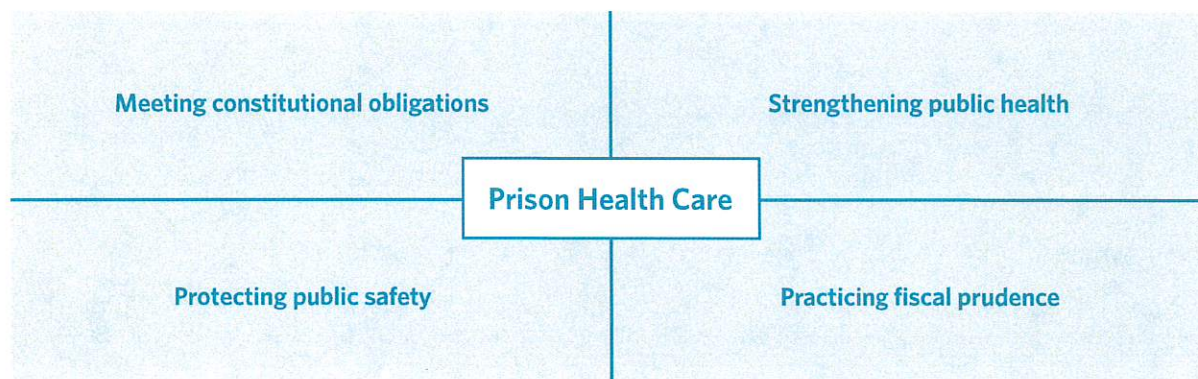 Meeting constitutional obligations
Strengthening public health
Prison Health Care
Protecting public safety
Practicing fiscal prudence